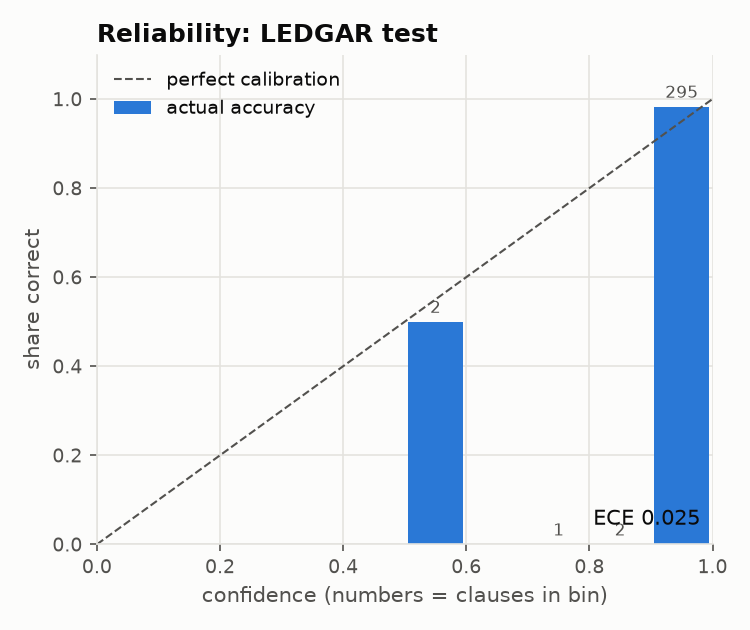 Reliability: LEDGAR test
perfect calibration
actual accuracy
295
2
1
2
ECE 0.025
share correct
1.0
0.8
0.6
0.4
0.2
0.0
0.0 0.2 0.4 0.6 0.8 1.0
confidence (numbers = clauses in bin)